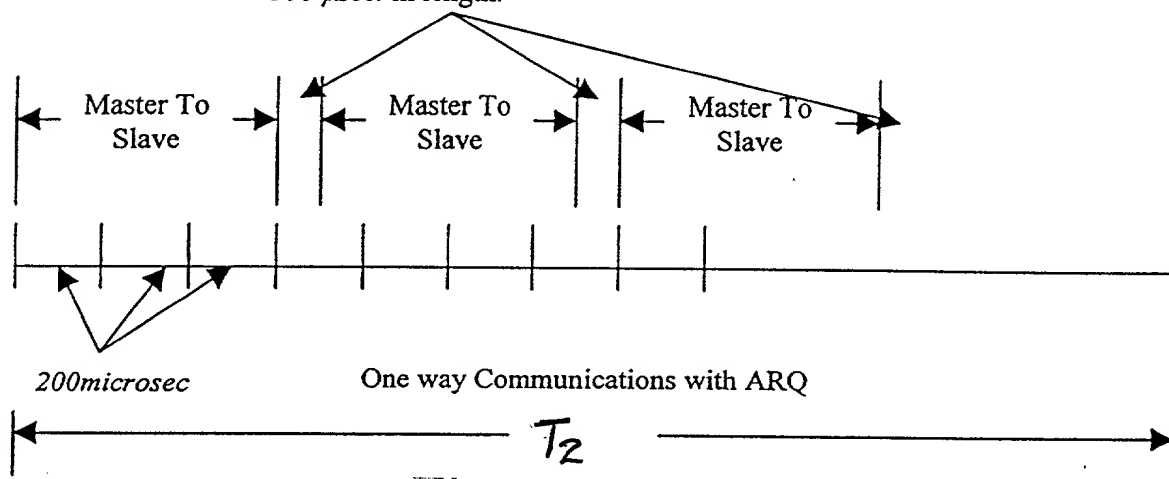 Master To
Slave
Master To
Slave
Master To
Slave
200microsec
One way Communications with ARQ
T2